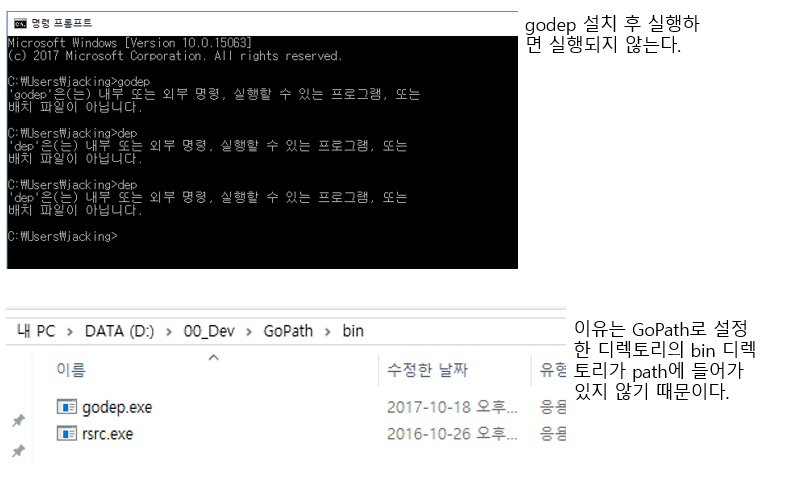 명령 프롬프트
Microsoft Windows [Version 10.0.15063]
(c) 2017 Microsoft Corporation. All rights reserved.
C:₩Users₩jacking>godep
'godep'은(는) 내부 또는 외부 명령, 실행할 수 있는 프로그램, 또는
배치 파일이 아닙니다.
C:₩Users₩jacking>dep
'dep'은(는) 내부 또는 외부 명령, 실행할 수 있는 프로그램, 또는
배치 파일이 아닙니다.
C:₩Users₩jacking>dep
'dep'은(는) 내부 또는 외부 명령, 실행할 수 있는 프로그램, 또는
배치 파일이 아닙니다.
C:₩Users₩jacking>
godep 설치 후 실행하
면 실행되지 않는다.
내 PC > DATA (D:) > 00_Dev > GoPath > bin
이름 수정한 날짜 유형
godep.exe 2017-10-18 오후... 응용
rsrc.exe 2016-10-26 오후... 응용
이유는 GoPath로 설정
한 디렉토리의 bin 디렉
토리가 path에 들어가
있지 않기 때문이다.